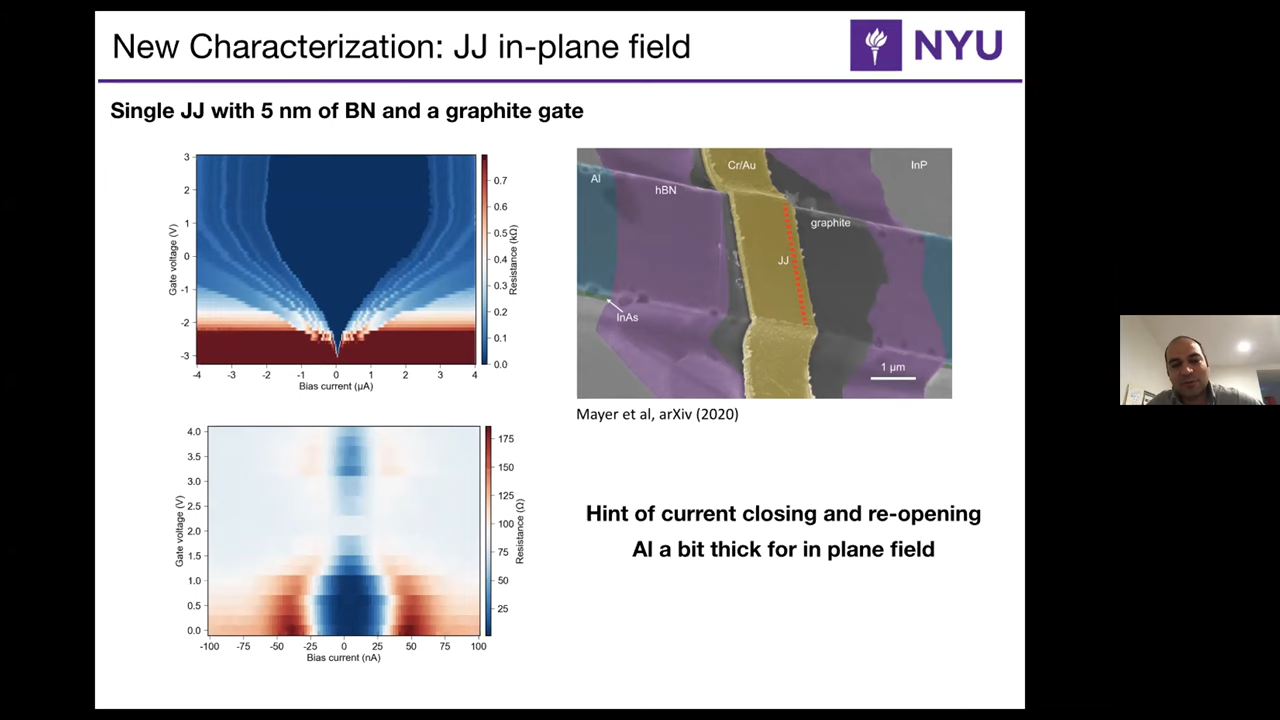 New Characterization: JJ in-plane field
NYU
Single JJ with 5 nm of BN and a graphite gate
3
2
1
0
-1
-2
-3
Gate voltage (V)
-4
-3
-2
-1
0
1
2
3
4
Bias current (µA)
0.7
0.6
0.5
0.4
0.3
0.2
0.1
0.0
Resistance (kΩ)
Cr/Au
InP
Al
hBN
graphite
JJ
InAs
1 µm
Mayer et al, arXiv (2020)
4.0
3.5
3.0
2.5
2.0
1.5
1.0
0.5
0.0
Gate voltage (V)
-100
-75
-50
-25
0
25
50
75
100
Bias current (nA)
175
150
125
100
75
50
25
Resistance (Ω)
Hint of current closing and re-opening
Al a bit thick for in plane field